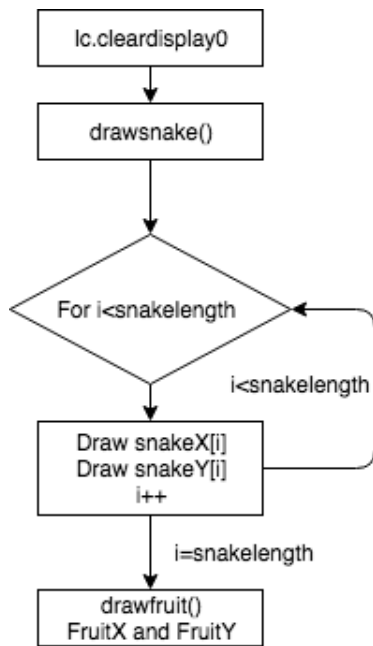 lc.cleardisplay0
drawsnake()
For i<snakelength
i<snakelength
Draw snakeX[i]
Draw snakeY[i]
i++
i=snakelength
drawfruit()
FruitX and FruitY